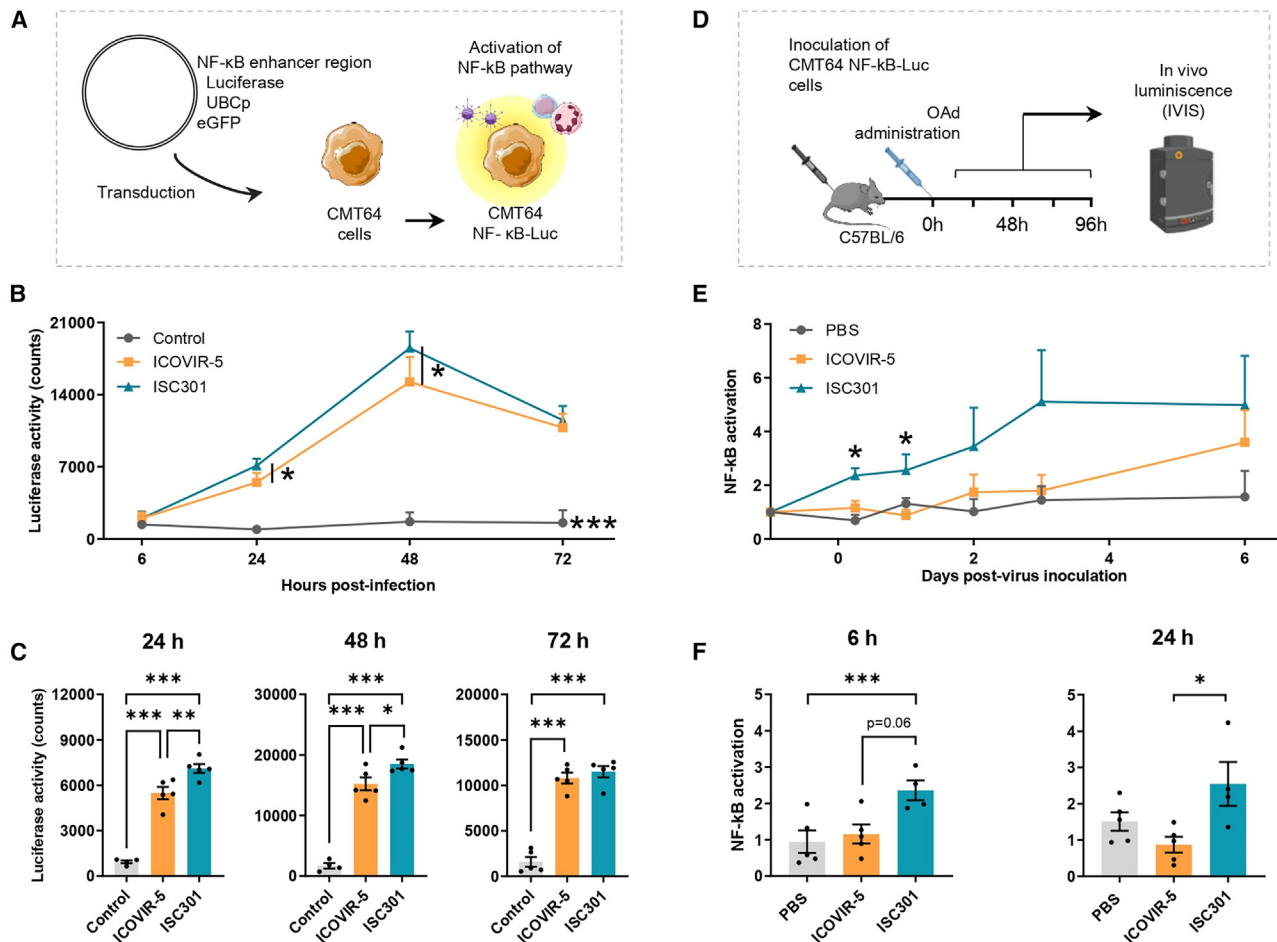 A
NF-κB enhancer region
Luciferase
UBCp
eGFP
Transduction
CMT64
cells
Activation of
NF-kB pathway
CMT64
NF- κB-Luc
D
Inoculation of
CMT64 NF-kB-Luc
cells
OAd
administration
C57BL/6
0h
48h
96h
In vivo
luminiscence
(IVIS)
B
Luciferase activity (counts)
21000
14000
7000
0
Control
ICOVIR-5
ISC301
*
*
***
6
24
48
72
Hours post-infection
E
NF-kB activation
8
6
4
2
0
PBS
ICOVIR-5
ISC301
*
*
0
2
4
6
Days post-virus inoculation
C
Luciferase activity (counts)
24 h
12000
9000
6000
3000
0
***
*** **
Control
ICOVIR-5
ISC301
48 h
30000
20000
10000
0
***
*** *
Control
ICOVIR-5
ISC301
72 h
20000
15000
10000
5000
0
***
***
Control
ICOVIR-5
ISC301
F
NF-kB activation
6 h
5
4
3
2
1
0
***
p=0.06
PBS
ICOVIR-5
ISC301
24 h
5
4
3
2
1
0
*
PBS
ICOVIR-5
ISC301